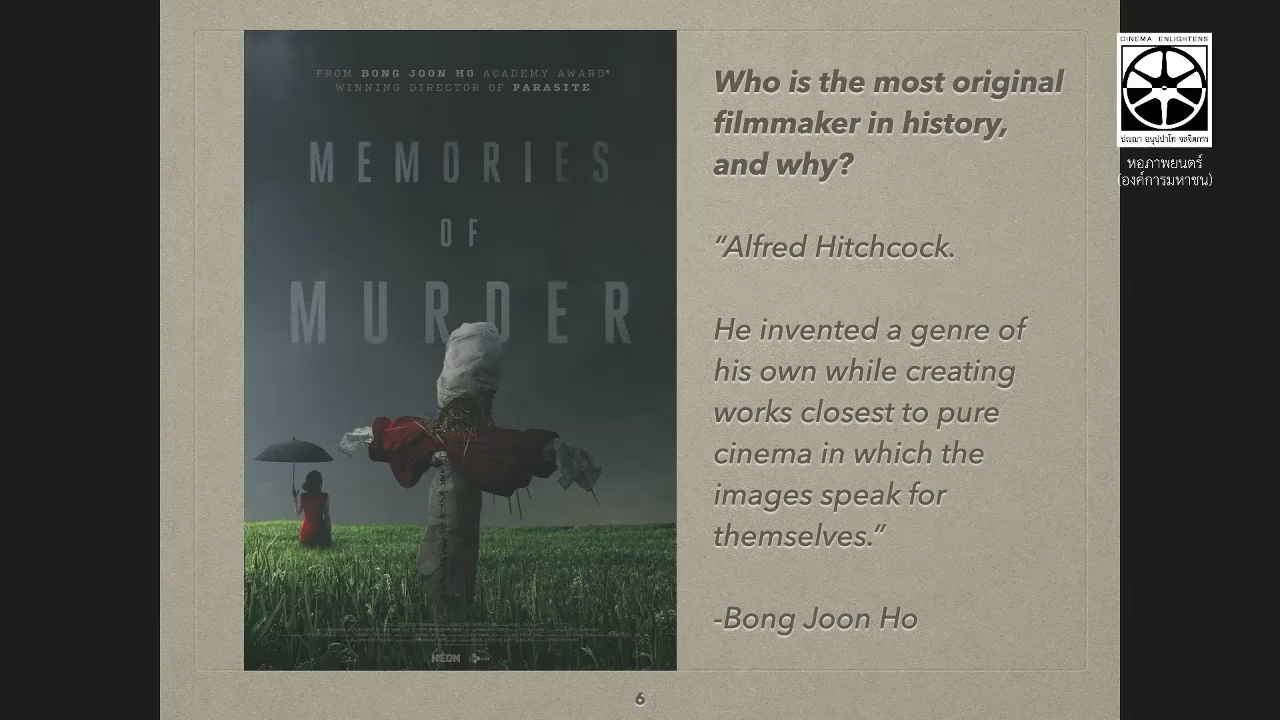 FROM BONG JOON HO ACADEMY AWARD®
WINNING DIRECTOR OF PARASITE
MEMORIES
OF
MURDER
NEON
Who is the most original
filmmaker in history,
and why?
“Alfred Hitchcock.
He invented a genre of
his own while creating
works closest to pure
cinema in which the
images speak for
themselves.”
-Bong Joon Ho
6
CINEMA ENLIGHTENS
หอภาพยนตร์
(องค์การมหาชน)